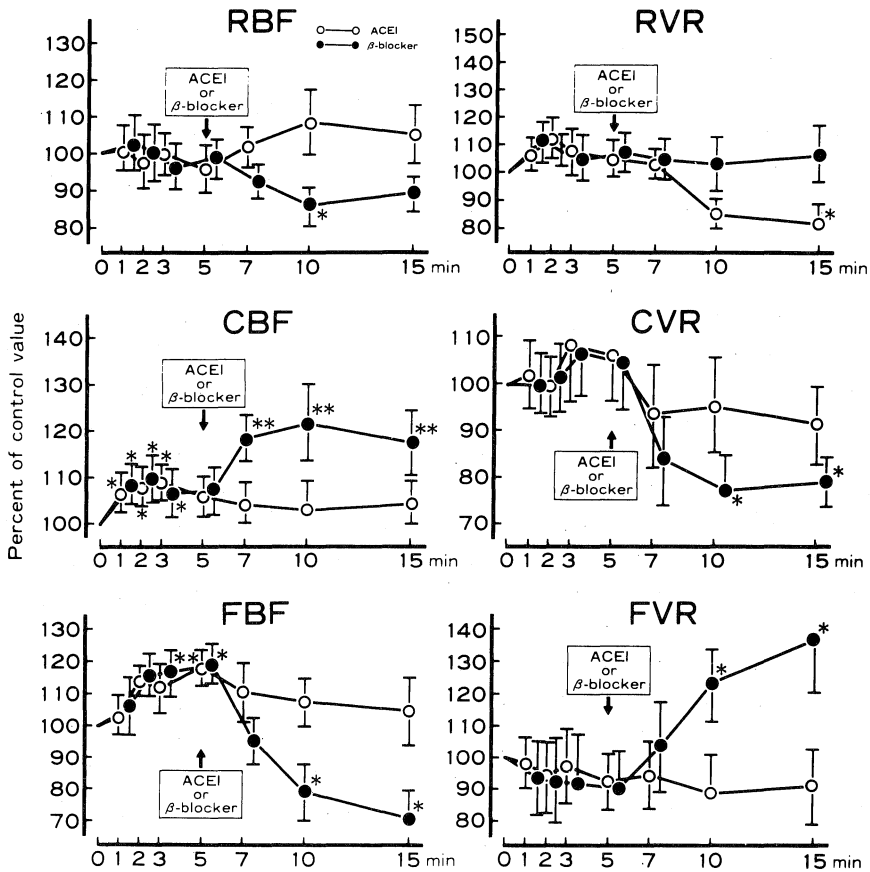 RBF
ACEI
β-blocker
130
120
110
100
90
80
ACEI
or
β-blocker
*
0 1 2 3 5 7 10 15 min
RVR
150
140
130
120
110
100
90
80
ACEI
or
β-blocker
*
0 1 2 3 5 7 10 15 min
Percent of control value
CBF
140
130
120
110
100
ACEI
or
β-blocker
** ** **
* * * *
* *
0 1 2 3 5 7 10 15 min
CVR
110
100
90
80
70
ACEI
or
β-blocker
* *
0 1 2 3 5 7 10 15 min
FBF
130
120
110
100
90
80
70
** *
ACEI
or
β-blocker
* *
0 1 2 3 5 7 10 15 min
FVR
140
130
120
110
100
90
80
ACEI
or
β-blocker
* *
0 1 2 3 5 7 10 15 min